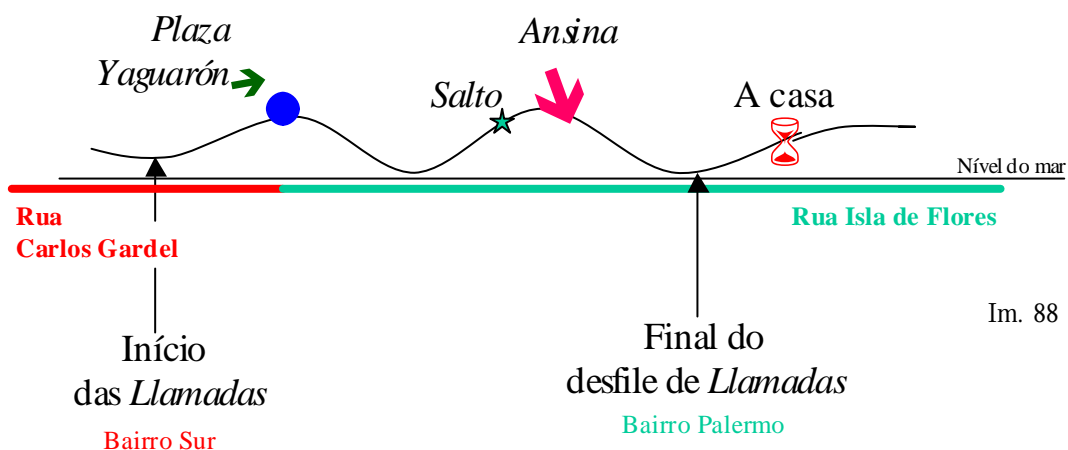 Plaza
Yaguarón
Ansina
Salto
A casa
Nível do mar
Rua
Carlos Gardel
Rua Isla de Flores
Im. 88
Início
das Llamadas
Bairro Sur
Final do
desfile de Llamadas
Bairro Palermo